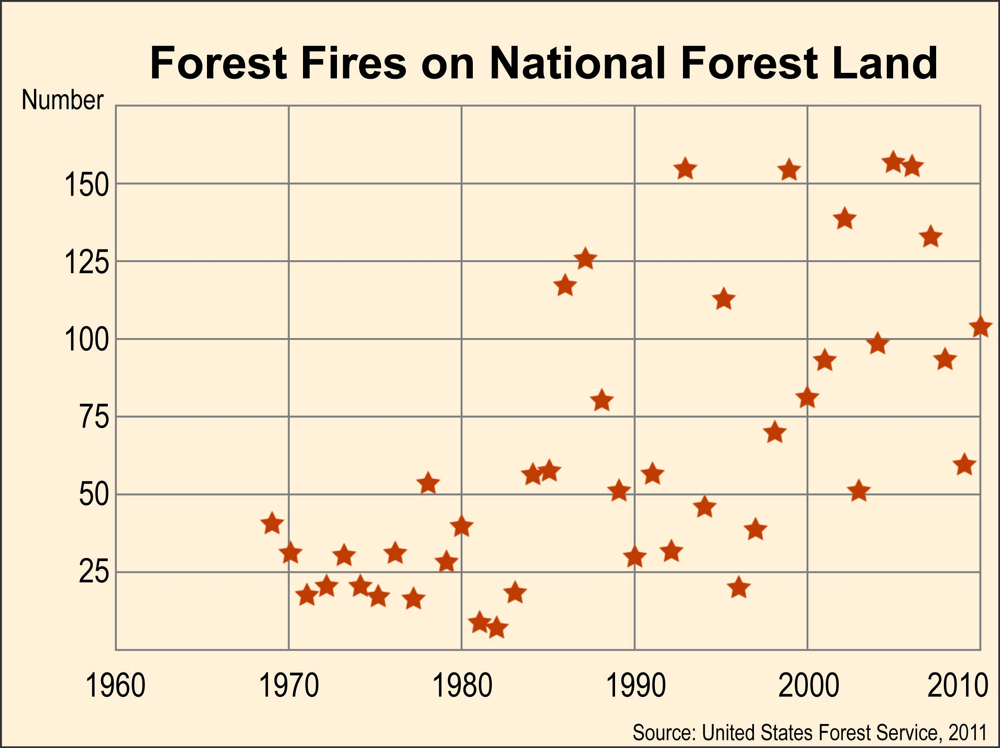 Forest Fires on National Forest Land
Number
150
125
100
75
50
25
1960 1970 1980 1990 2000 2010
Source: United States Forest Service, 2011